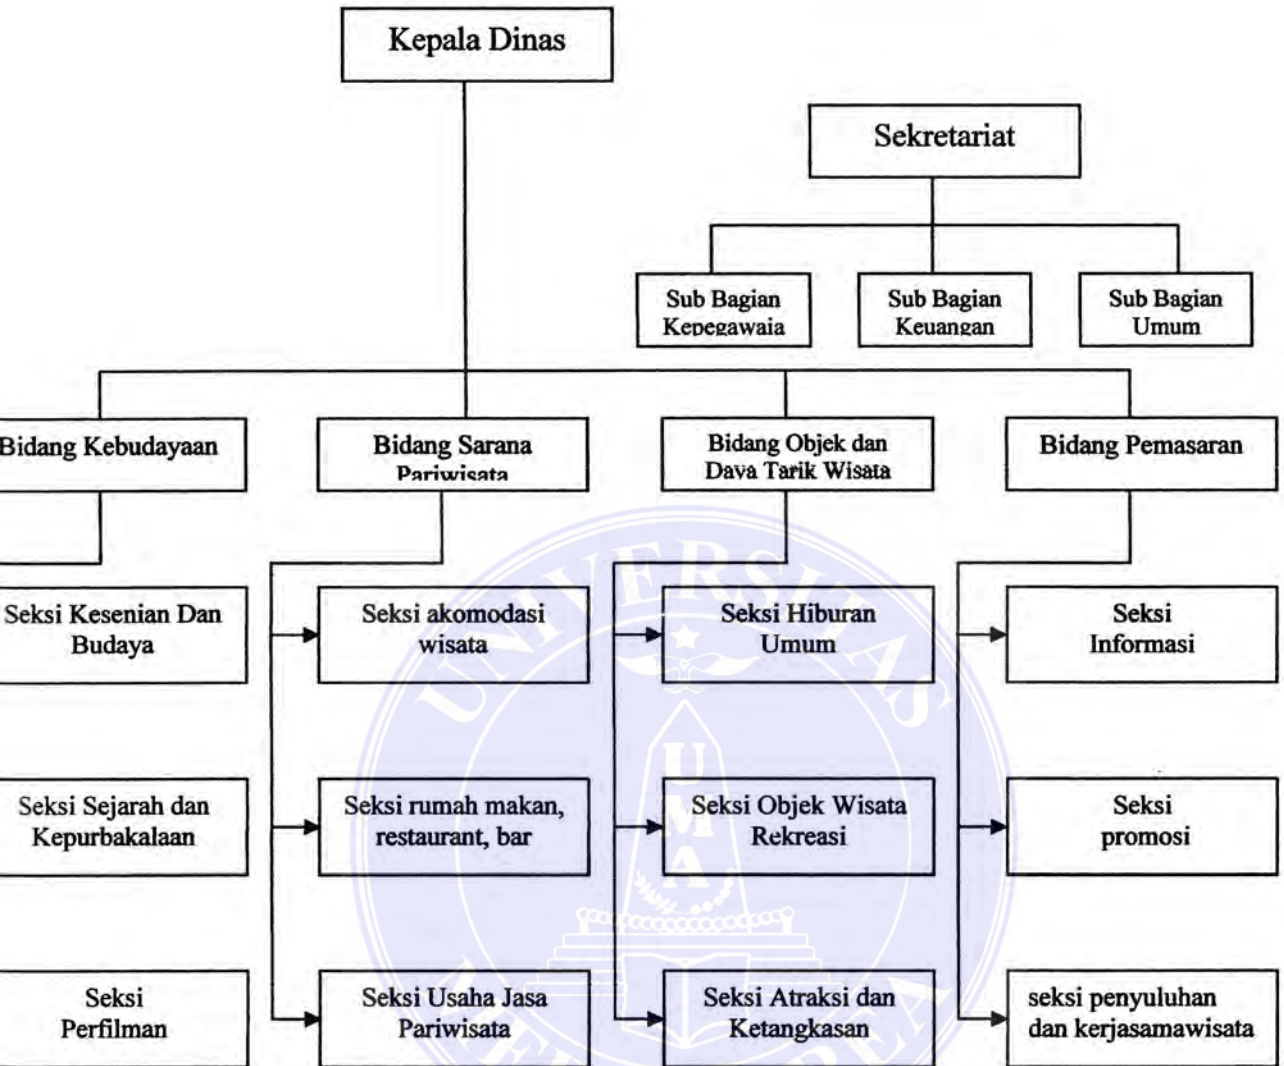 Kepala Dinas
Sekretariat
Sub Bagian
Kepegawaia
Sub Bagian
Keuangan
Sub Bagian
Umum
Bidang Kebudayaan
Bidang Sarana
Pariwisata
Bidang Objek dan
Daya Tarik Wisata
Bidang Pemasaran
Seksi Kesenian Dan
Budaya
Seksi akomodasi
wisata
Seksi Hiburan
Umum
Seksi
Informasi
Seksi Sejarah dan
Kepurbakalaan
Seksi rumah makan,
restaurant, bar
Seksi Objek Wisata
Rekreasi
Seksi
promosi
Seksi
Perfilman
Seksi Usaha Jasa
Pariwisata
Seksi Atraksi dan
Ketangkasan
seksi penyuluhan
dan kerjasamawisata
UNIVERSITAS
UMA